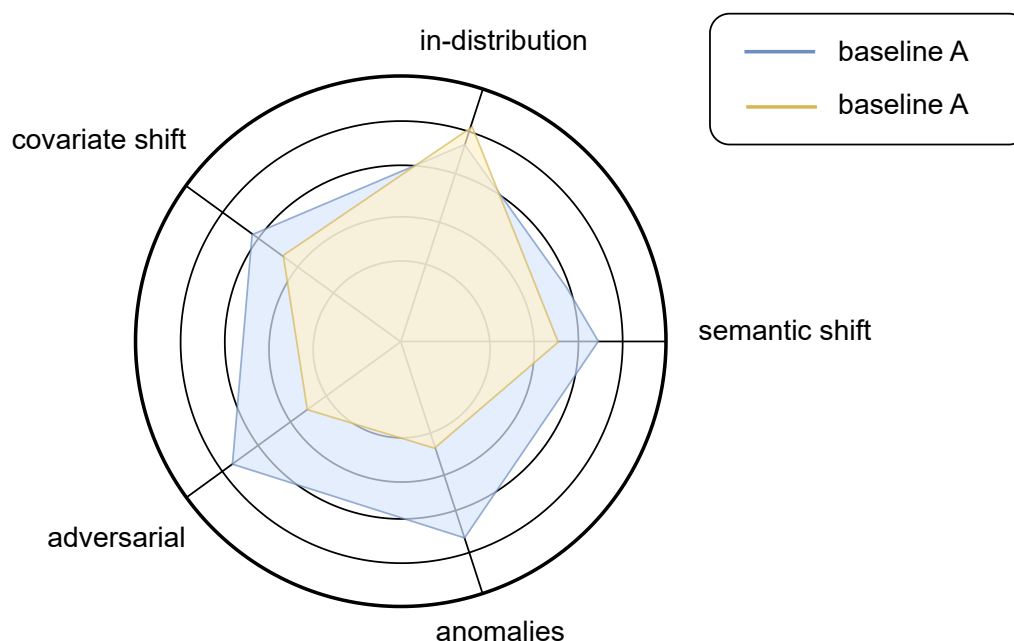 in-distribution
baseline A
baseline A
covariate shift
semantic shift
adversarial
anomalies